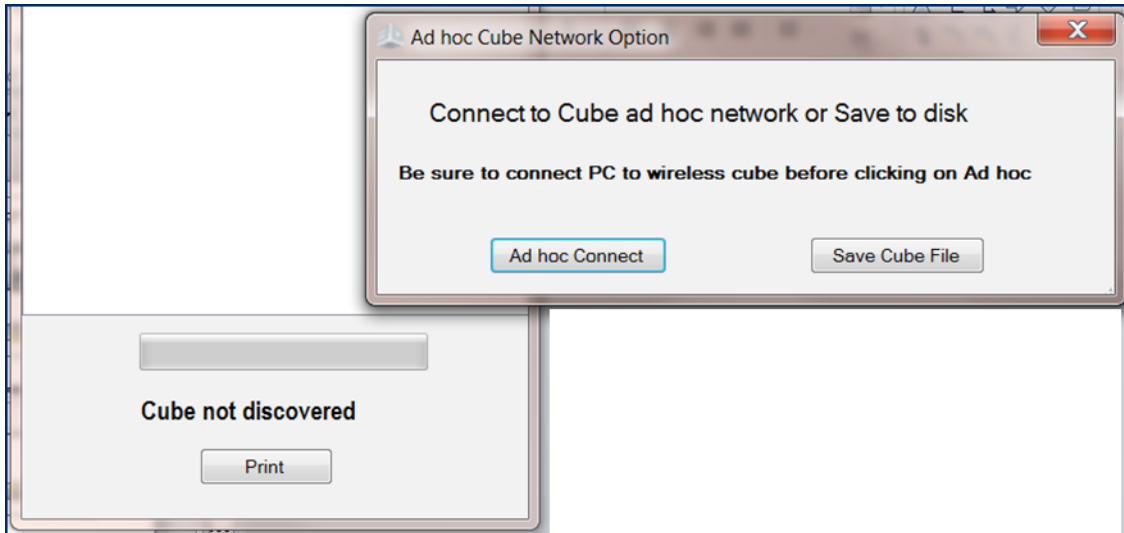 Ad hoc Cube Network Option
Connect to Cube ad hoc network or Save to disk
Be sure to connect PC to wireless cube before clicking on Ad hoc
Ad hoc Connect
Save Cube File
Cube not discovered
Print